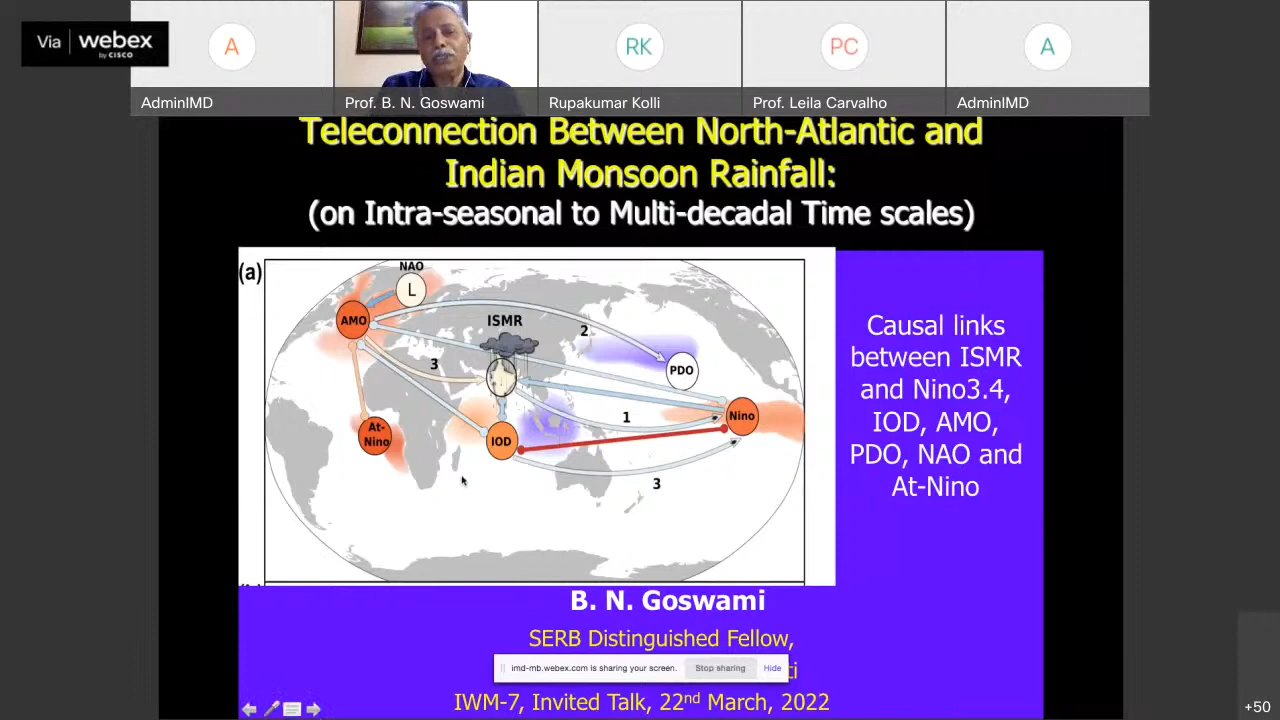 Via webex
by CISCO
A
RK
PC
A
AdminIMD
Prof. B. N. Goswami
Rupakumar Kolli
Prof. Leila Carvalho
AdminIMD
Teleconnection Between North-Atlantic and
Indian Monsoon Rainfall:
(on Intra-seasonal to Multi-decadal Time scales)
(a)
NAO
L
AMO
ISMR
2
3
PDO
At-
Nino
IOD
1
Nino
3
Causal links
between ISMR
and Nino3.4,
IOD, AMO,
PDO, NAO and
At-Nino
B. N. Goswami
SERB Distinguished Fellow,
imd-mb.webex.com is sharing your screen. Stop sharing Hide
IWM-7, Invited Talk, 22nd March, 2022
+50